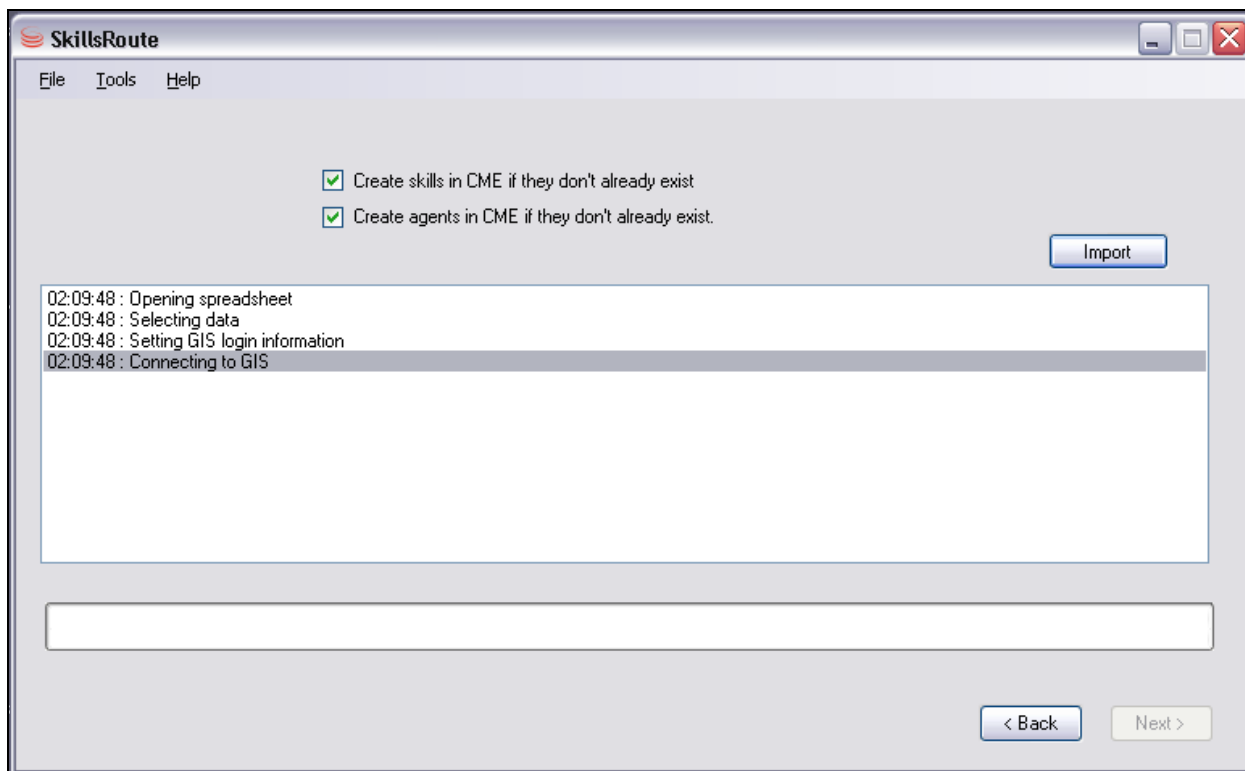 SkillsRoute
File Tools Help
Create skills in CME if they don't already exist
Create agents in CME if they don't already exist.
Import
02:09:48 : Opening spreadsheet
02:09:48 : Selecting data
02:09:48 : Setting GIS login information
02:09:48 : Connecting to GIS
< Back Next >